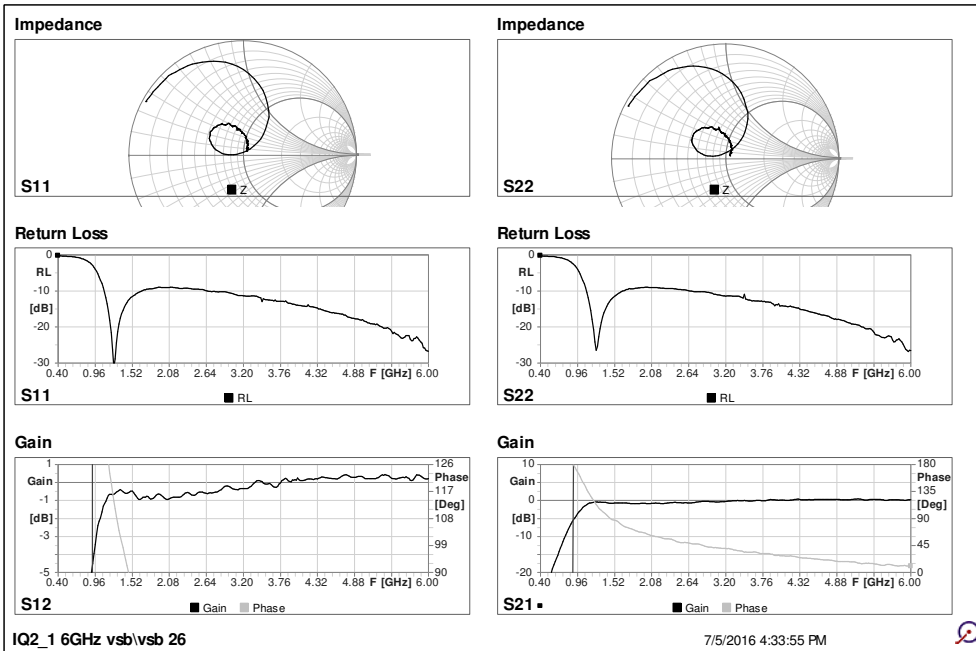 Impedance
S11
Z
Impedance
S22
Z
Return Loss
0
RL
-10
[dB]
-20
-30
0.40 0.96 1.52 2.08 2.64 3.20 3.76 4.32 4.88 F [GHz] 6.00
S11
RL
Return Loss
0
RL
-10
[dB]
-20
-30
0.40 0.96 1.52 2.08 2.64 3.20 3.76 4.32 4.88 F [GHz] 6.00
S22
RL
Gain
1 126
Gain Phase
-1 117
[dB] [Deg]
108
-3
99
-5 90
0.40 0.96 1.52 2.08 2.64 3.20 3.76 4.32 4.88 F [GHz] 6.00
S12
Gain Phase
Gain
10 180
Gain Phase
0 135
[dB] [Deg]
90
-10
45
-20 0
0.40 0.96 1.52 2.08 2.64 3.20 3.76 4.32 4.88 F [GHz] 6.00
S21
Gain Phase
IQ2_1 6GHz vsb\vsb 26
7/5/2016 4:33:55 PM